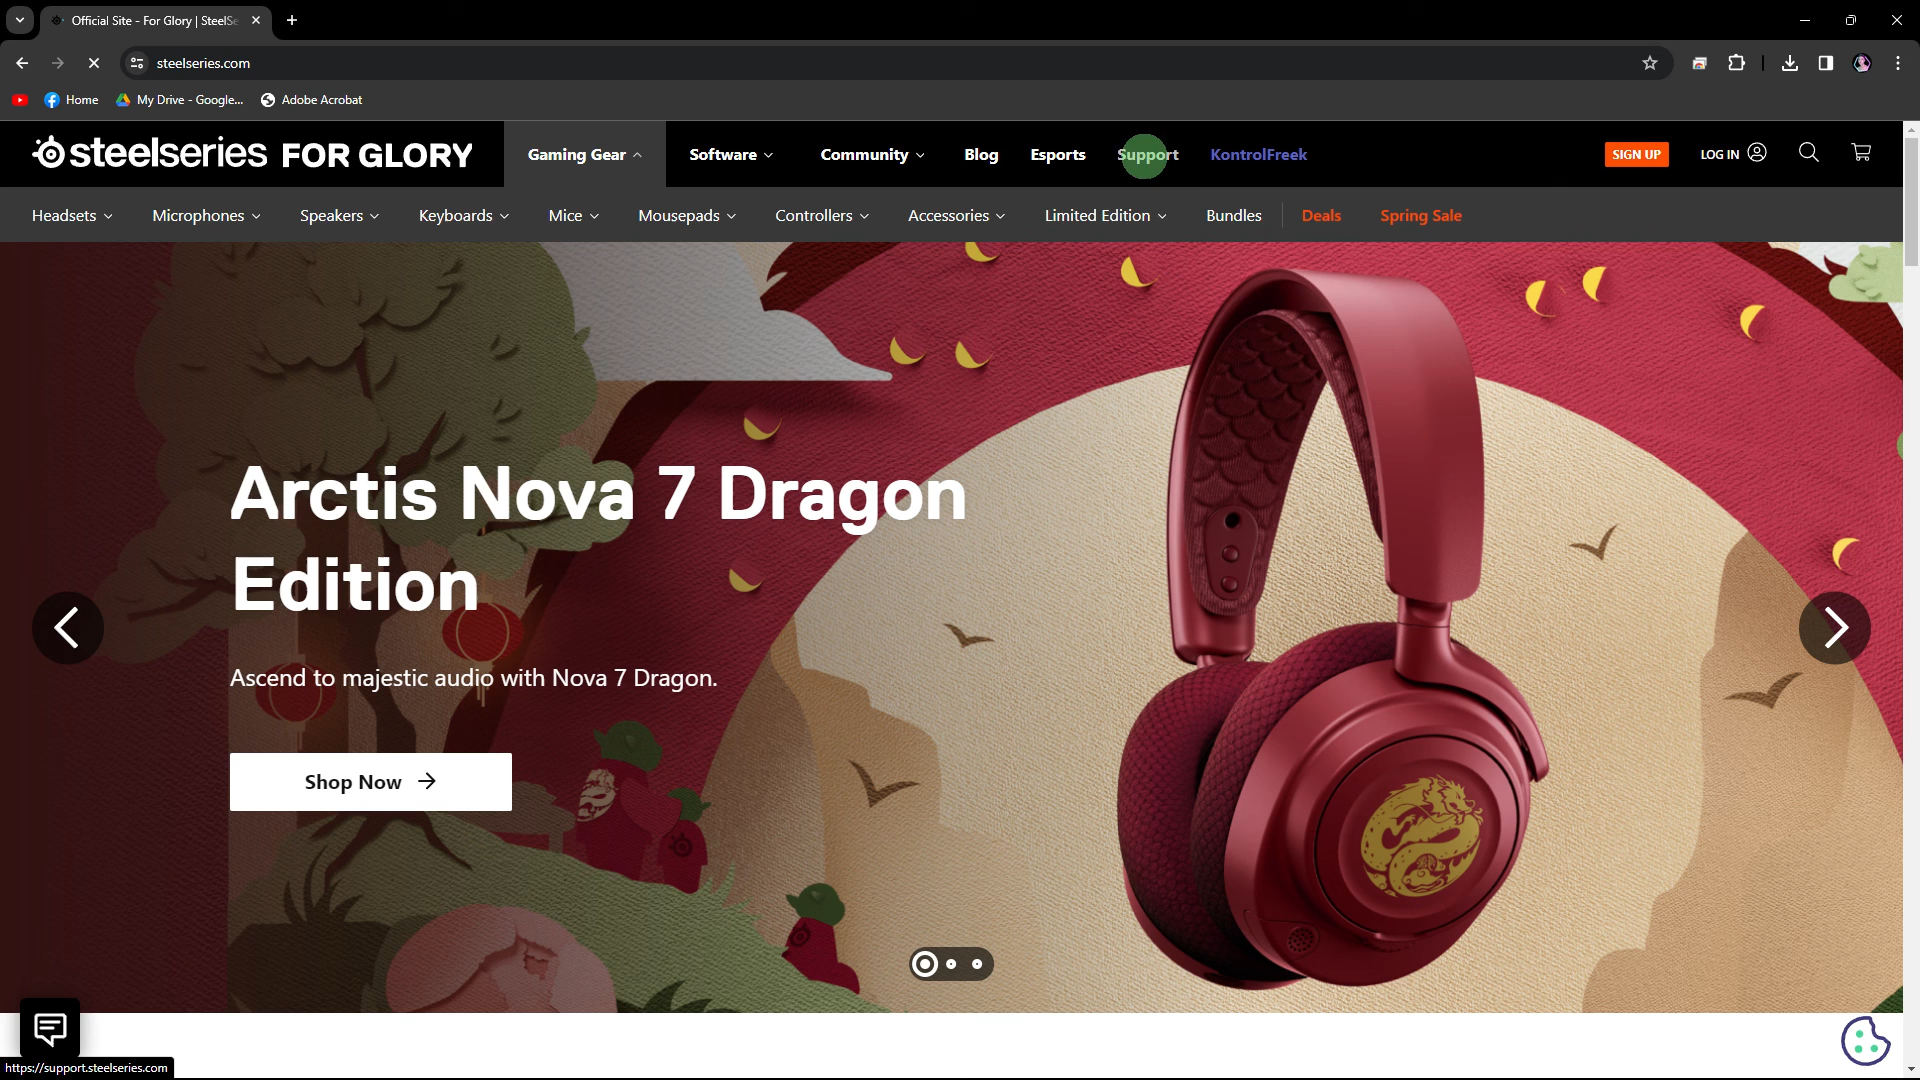 Official Site - For Glory | SteelSe
steelseries.com
Home
My Drive - Google...
Adobe Acrobat
steelseries FOR GLORY
Gaming Gear
Software
Community
Blog
Esports
Support
KontrolFreek
SIGN UP
LOG IN
Headsets
Microphones
Speakers
Keyboards
Mice
Mousepads
Controllers
Accessories
Limited Edition
Bundles
Deals
Spring Sale
Arctis Nova 7 Dragon
Edition
Ascend to majestic audio with Nova 7 Dragon.
Shop Now
https://support.steelseries.com